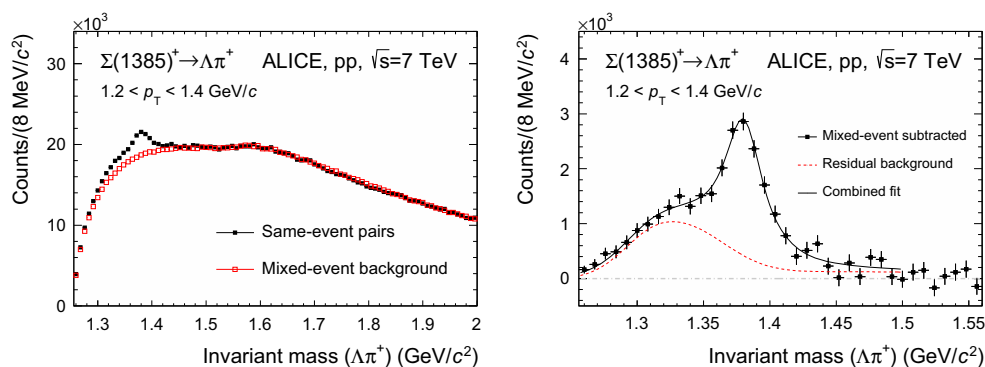 ×10³
Σ(1385)⁺→Λπ⁺ ALICE, pp, √s=7 TeV
1.2 < p_T < 1.4 GeV/c
Counts/(8 MeV/c²)
30
20
10
0
Same-event pairs
Mixed-event background
1.3 1.4 1.5 1.6 1.7 1.8 1.9 2
Invariant mass (Λπ⁺) (GeV/c²)
×10³
Σ(1385)⁺→Λπ⁺ ALICE, pp, √s=7 TeV
1.2 < p_T < 1.4 GeV/c
Counts/(8 MeV/c²)
4
3
2
1
0
Mixed-event subtracted
Residual background
Combined fit
1.3 1.35 1.4 1.45 1.5 1.55
Invariant mass (Λπ⁺) (GeV/c²)